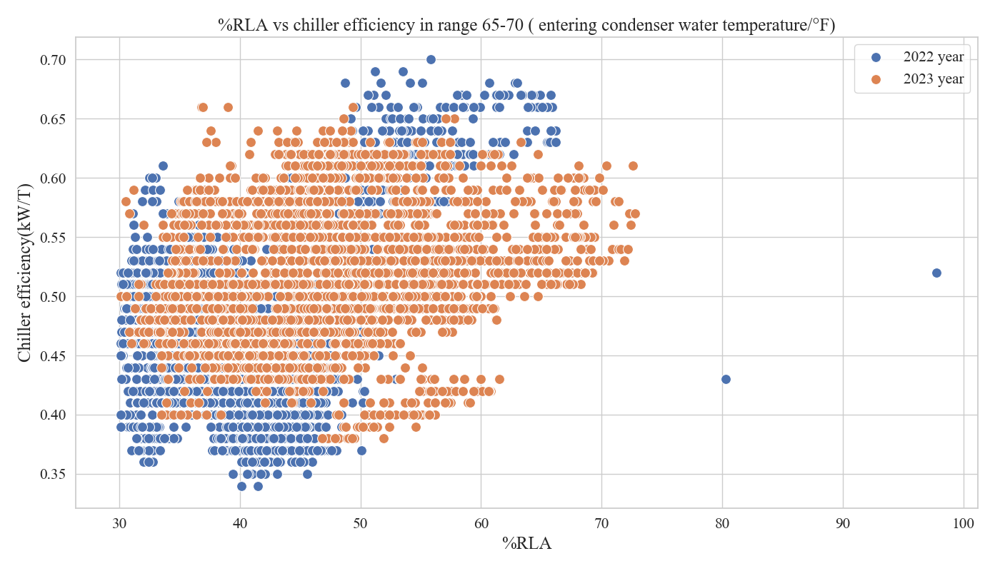 %RLA vs chiller efficiency in range 65-70 ( entering condenser water temperature/°F)
2022 year
2023 year
Chiller efficiency(kW/T)
0.70
0.65
0.60
0.55
0.50
0.45
0.40
0.35
30 40 50 60 70 80 90 100
%RLA